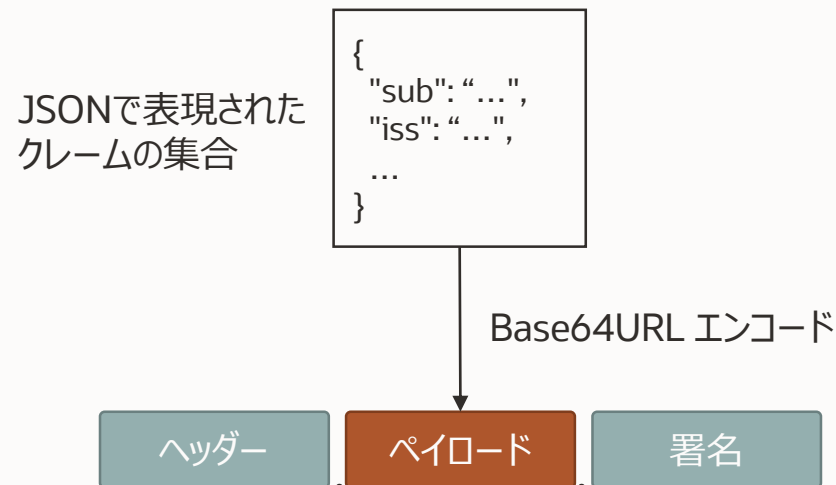 {
"sub": “…",
"iss": “…",
…
}
JSONで表現された
クレームの集合
Base64URL エンコード
ヘッダー . ペイロード . 署名